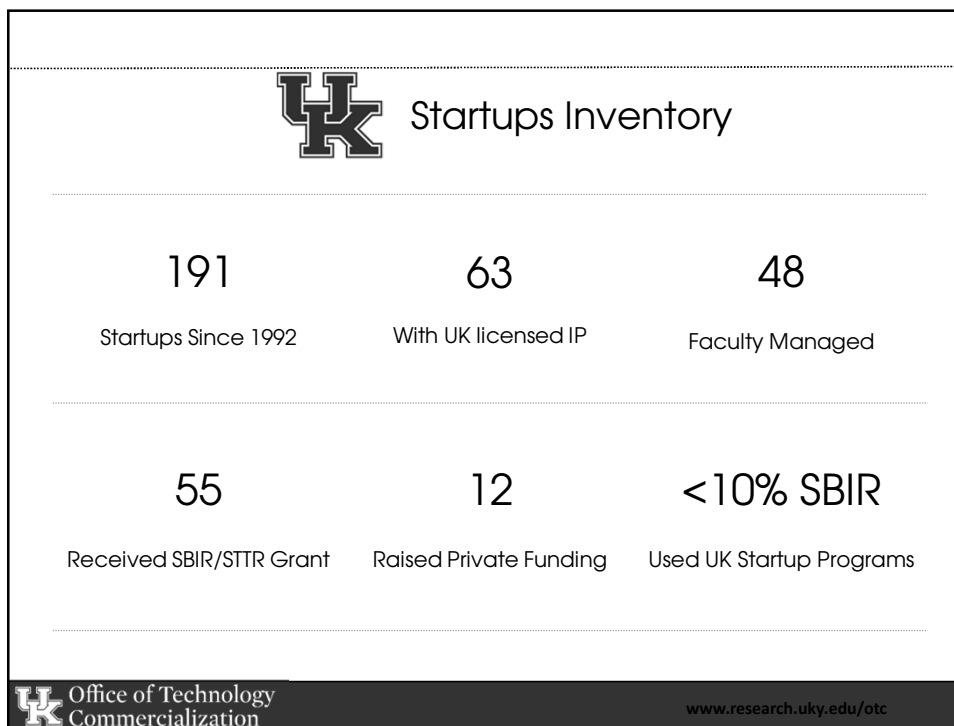 UK Startups Inventory
191
63
48
Startups Since 1992
With UK licensed IP
Faculty Managed
55
12
<10% SBIR
Received SBIR/STTR Grant
Raised Private Funding
Used UK Startup Programs
UK Office of Technology
Commercialization
www.research.uky.edu/otc